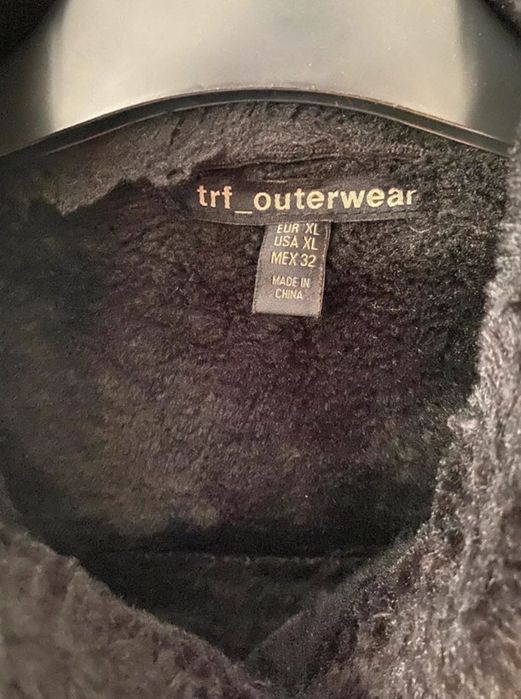 trf_outerwear
EUR XL
USA XL
MEX 32
MADE IN
CHINA